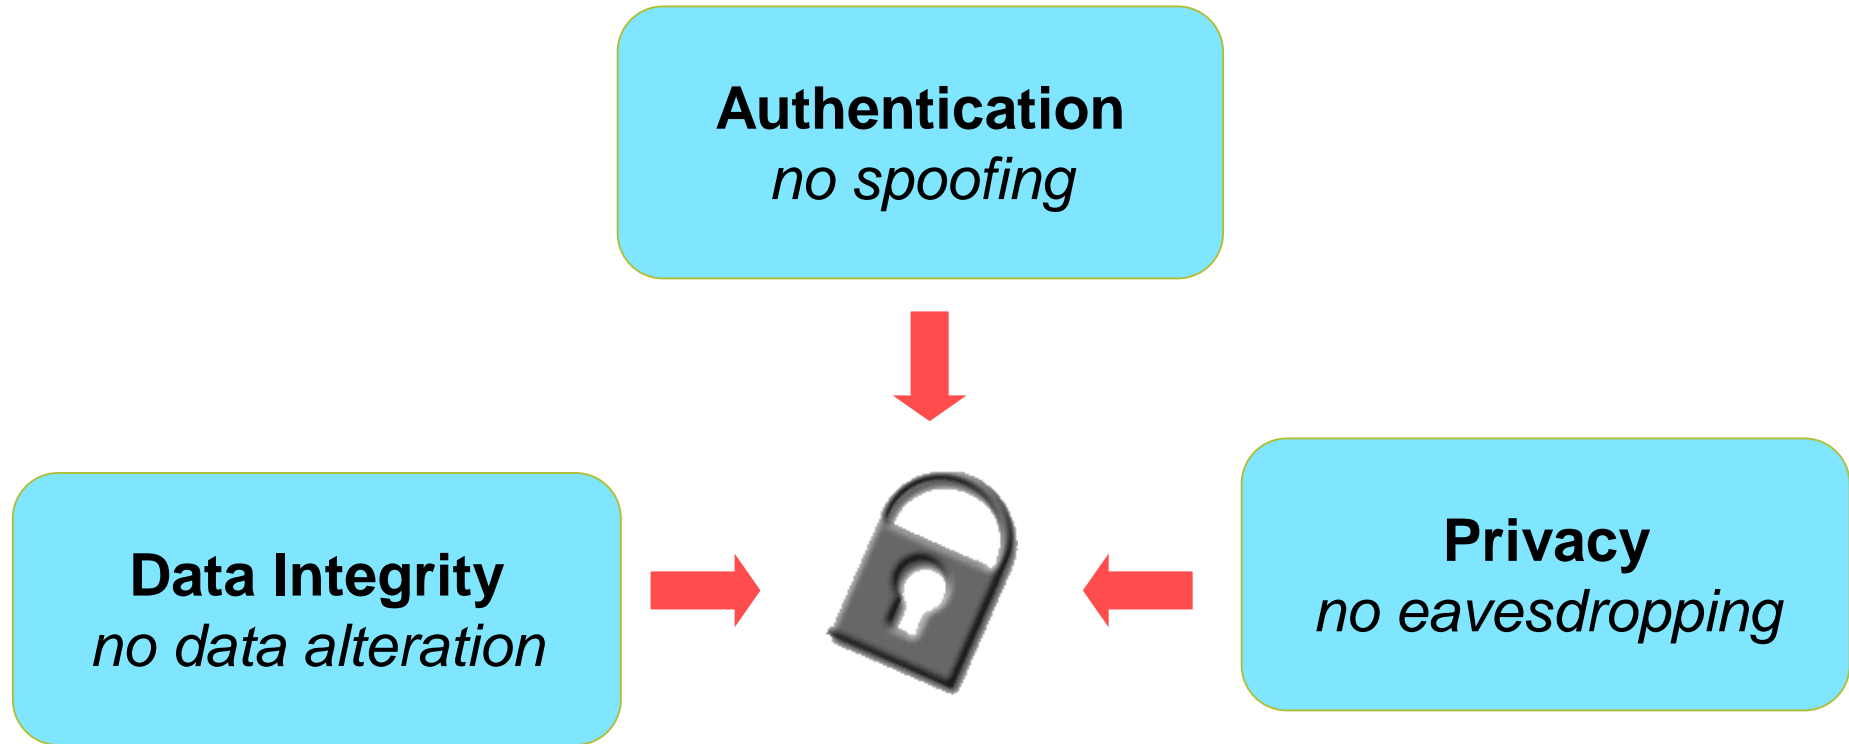 Authentication
no spoofing
Data Integrity
no data alteration
Privacy
no eavesdropping